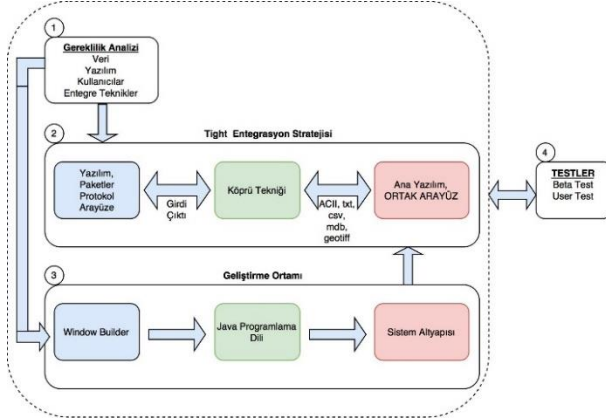 1
Gereklilik Analizi
Veri
Yazılım
Kullanıcılar
Entegre Teknikler
2
Tight Entegrasyon Stratejisi
Yazılım,
Paketler
Protokol
Arayüze
Girdi
Çıktı
Köprü Tekniği
ACII, txt,
csv,
mdb,
geotiff
Ana Yazılım,
ORTAK ARAYÜZ
4
TESTLER
Beta Test
User Test
3
Geliştirme Ortamı
Window Builder
Java Programlama
Dili
Sistem Altyapısı